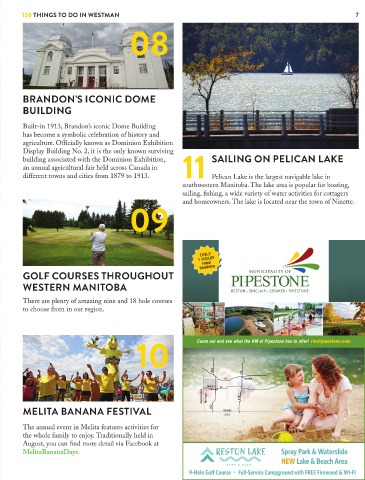 150 THINGS TO DO IN WESTMAN
7
08
BRANDON'S ICONIC DOME
BUILDING
Built-in 1913, Brandon's iconic Dome Building
has become a symbolic celebration of history and
agriculture. Officially known as Dominion Exhibition
Display Building No. 2, it is the only known surviving
building associated with the Dominion Exhibition,
an annual agricultural fair held across Canada in
different towns and cities from 1879 to 1913.
09
GOLF COURSES THROUGHOUT
WESTERN MANITOBA
There are plenty of amazing nine and 18 hole courses
to choose from in our region.
10
MELITA BANANA FESTIVAL
The annual event in Melita features activities for
the whole family to enjoy. Traditionally held in
August, you can find more detail via Facebook at
MelitaBananaDays.
11
SAILING ON PELICAN LAKE
Pelican Lake is the largest navigable lake in
southwestern Manitoba. The lake area is popular for boating,
sailing, fishing, a wide variety of water activities for cottagers
and homeowners. The lake is located near the town of Ninette.
ONLY
1 HOUR
FROM
BRANDON
MUNICIPALITY OF
PIPESTONE
RESTON • SINCLAIR • CROMER • PIPESTONE
Come out and see what the RM of Pipestone has to offer! rmofpipestone.com
RESTON LAKE
Spray Park & Waterslide
NEW Lake & Beach Area
9-Hole Golf Course • Full-Service Campground with FREE Firewood & WI-FI